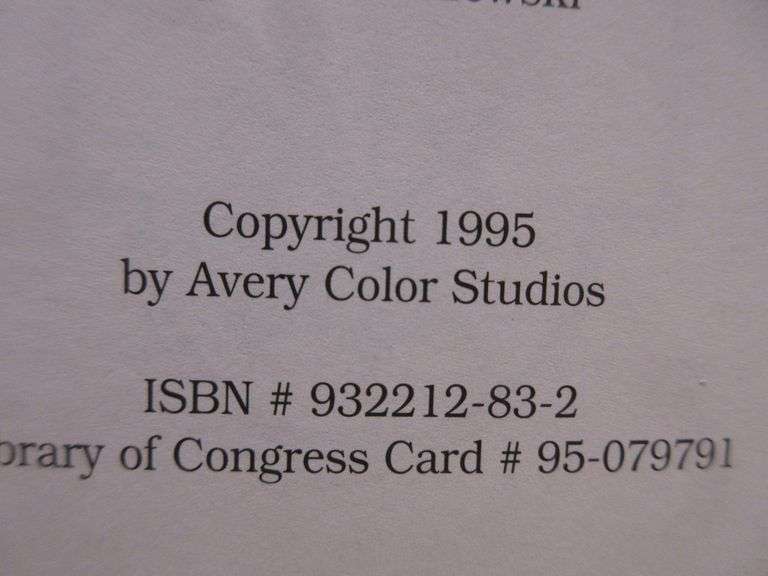 Copyright 1995
by Avery Color Studios
ISBN # 932212-83-2
brary of Congress Card # 95-079791